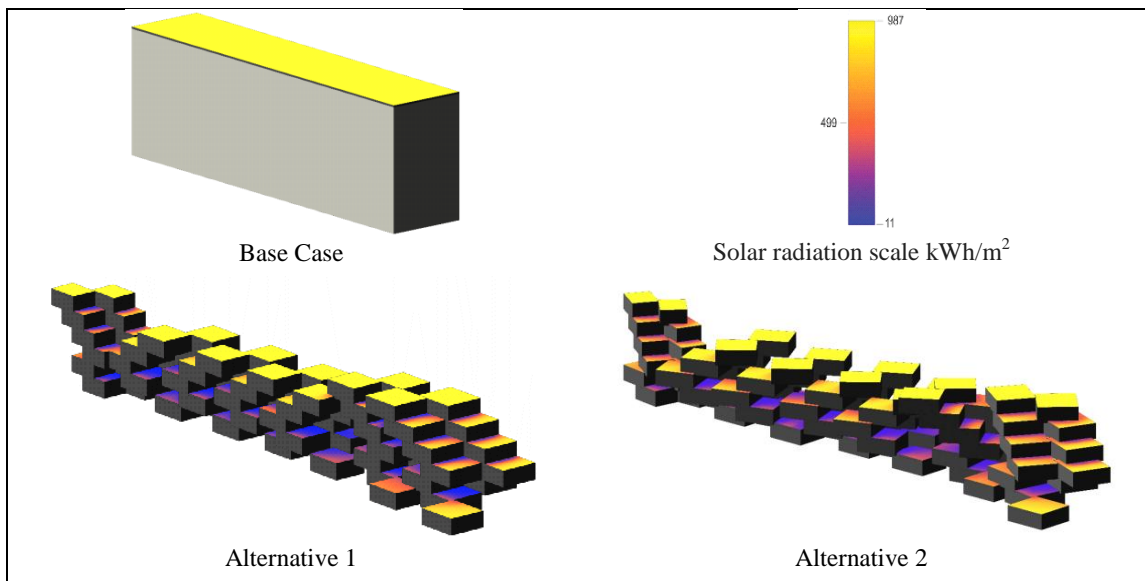 987
499
11
Base Case
Solar radiation scale kWh/m²
Alternative 1
Alternative 2